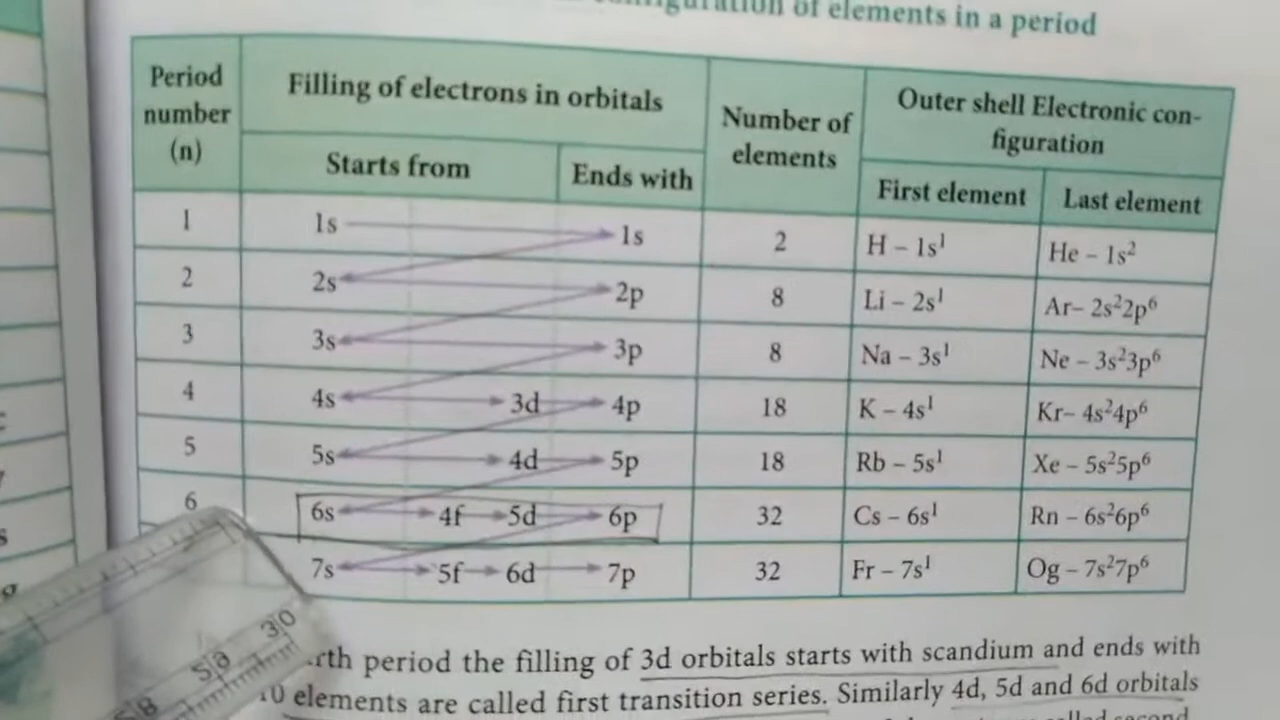 of elements in a period
Period number (n) Filling of electrons in orbitals Number of elements Outer shell Electronic con-
figuration
Starts from Ends with First element Last element
1 1s 1s 2 H – 1s¹ He – 1s²
2 2s 2p 8 Li – 2s¹ Ar– 2s²2p⁶
3 3s 3p 8 Na – 3s¹ Ne – 3s²3p⁶
4 4s 3d 4p 18 K – 4s¹ Kr– 4s²4p⁶
5 5s 4d 5p 18 Rb – 5s¹ Xe – 5s²5p⁶
6 6s 4f 5d 6p 32 Cs – 6s¹ Rn – 6s²6p⁶
7s 5f 6d 7p 32 Fr – 7s¹ Og – 7s²7p⁶
period the filling of 3d orbitals starts with scandium and ends with
elements are called first transition series. Similarly 4d, 5d and 6d orbitals
30